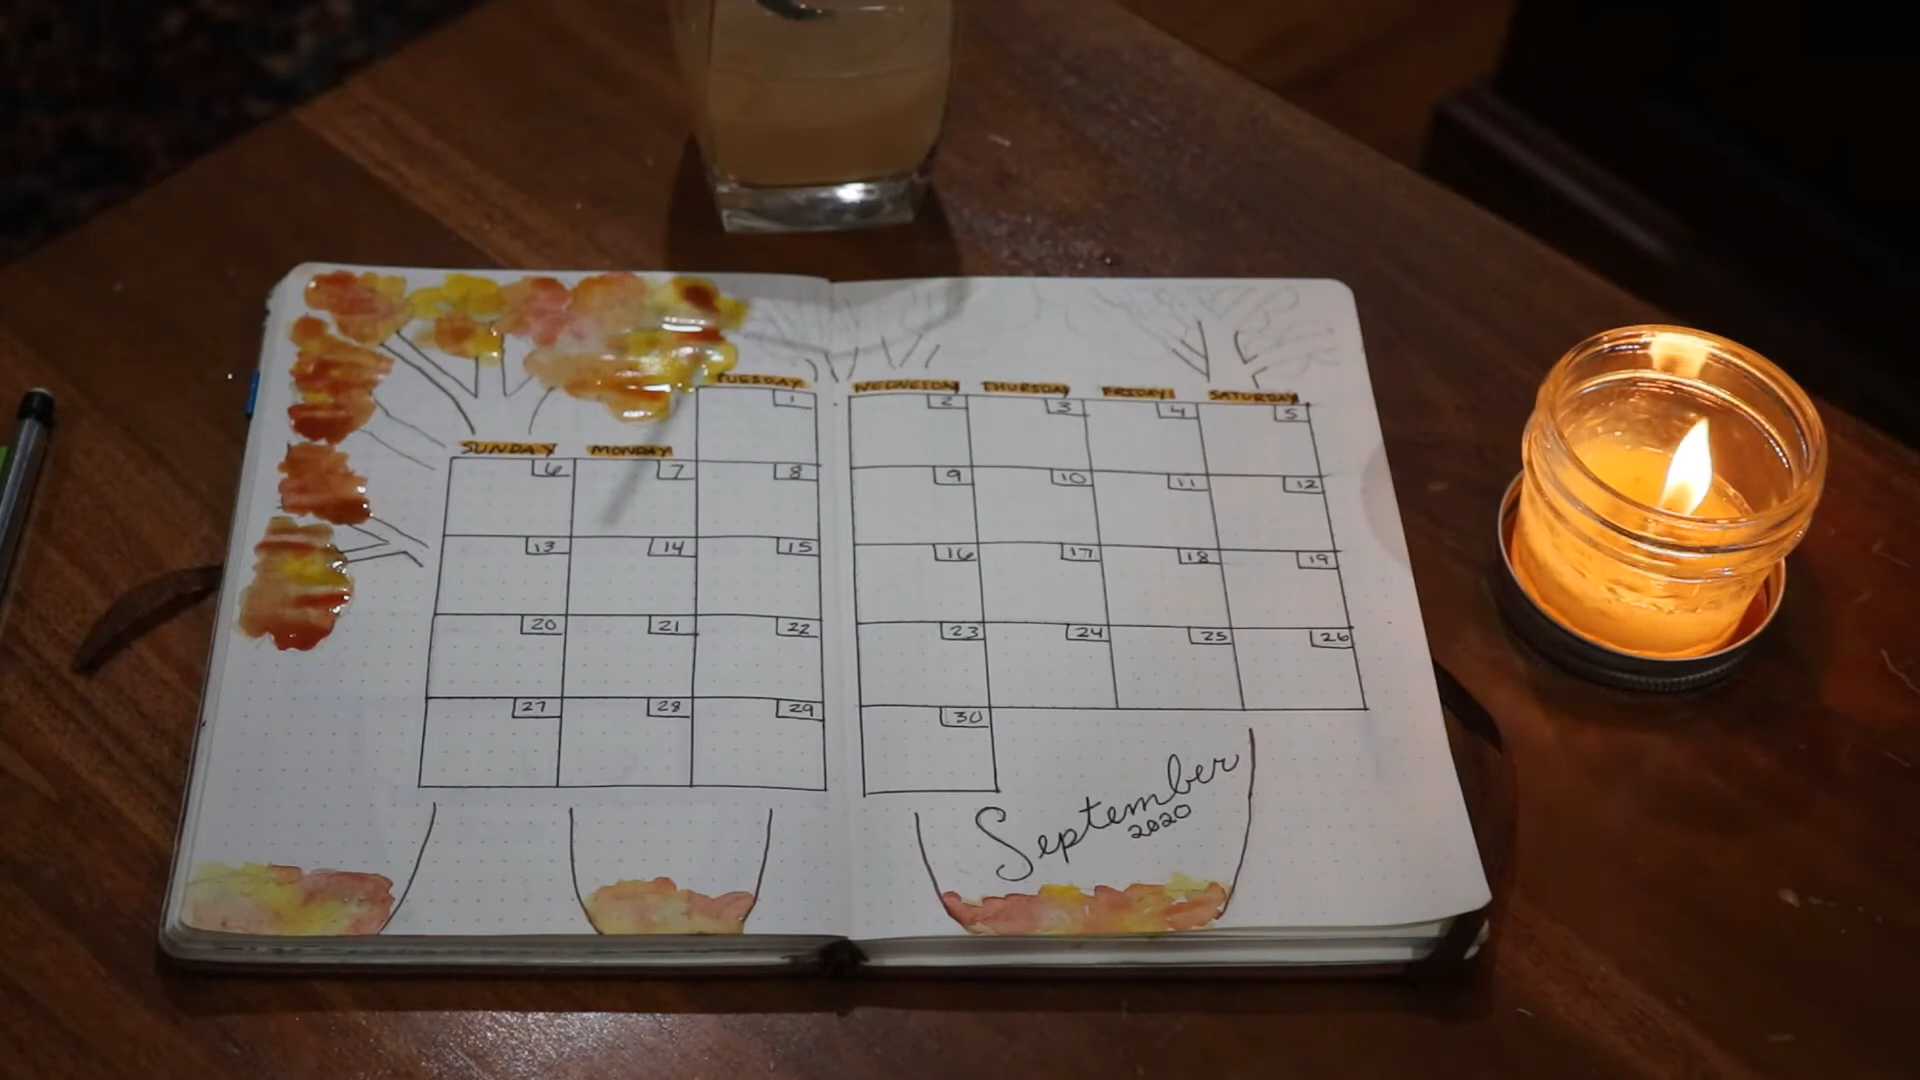 TUESDAY WEDNESDAY THURSDAY FRIDAY SATURDAY
1 2 3 4 5
SUNDAY MONDAY
6 7 8 9 10 11 12
13 14 15 16 17 18 19
20 21 22 23 24 25 26
27 28 29 30
September
2020